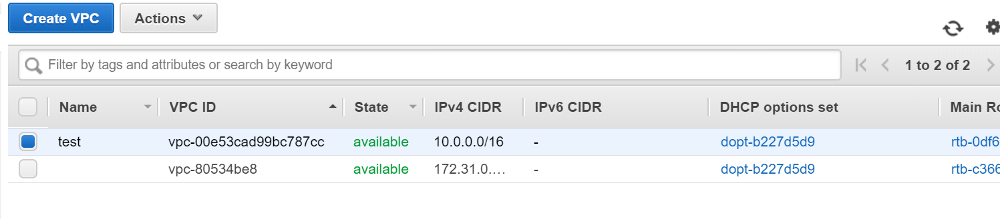 Create VPC Actions
Filter by tags and attributes or search by keyword 1 to 2 of 2
Name VPC ID State IPv4 CIDR IPv6 CIDR DHCP options set Main Ro
test vpc-00e53cad99bc787cc available 10.0.0.0/16 - dopt-b227d5d9 rtb-0df6
vpc-80534be8 available 172.31.0.… - dopt-b227d5d9 rtb-c366